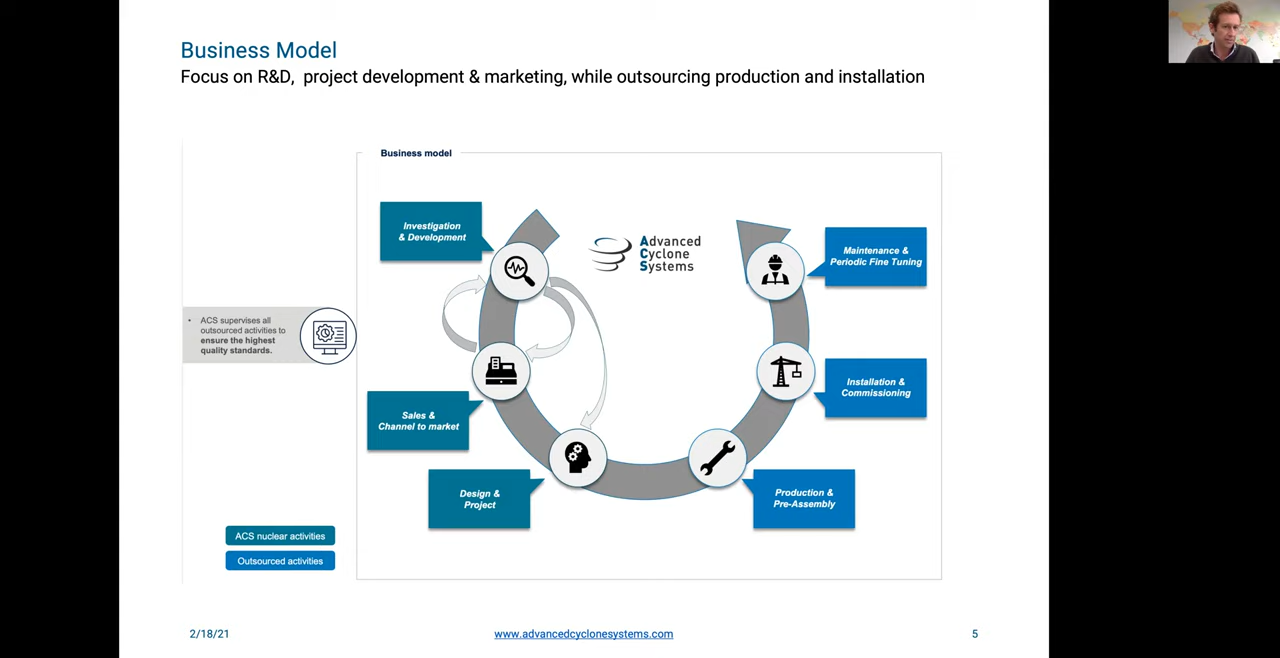 Business Model
Focus on R&D, project development & marketing, while outsourcing production and installation
Business model
Investigation
& Development
Advanced
Cyclone
Systems
Maintenance &
Periodic Fine Tuning
• ACS supervises all
outsourced activities to
ensure the highest
quality standards.
Installation &
Commissioning
Sales &
Channel to market
Design &
Project
Production &
Pre-Assembly
ACS nuclear activities
Outsourced activities
2/18/21
www.advancedcyclonesystems.com
5